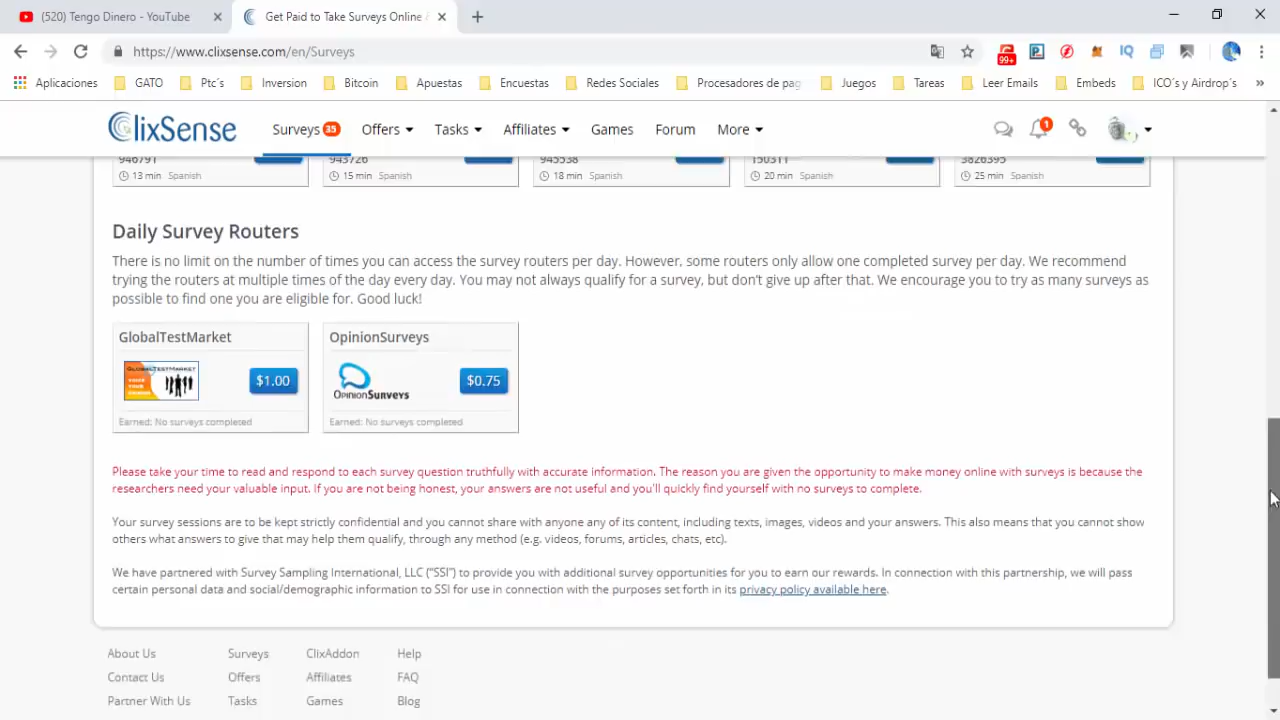 (520) Tengo Dinero - YouTube
Get Paid to Take Surveys Online
https://www.clixsense.com/en/Surveys
99+
IQ
Aplicaciones
GATO
Ptc´s
Inversion
Bitcoin
Apuestas
Encuestas
Redes Sociales
Procesadores de pag
Juegos
Tareas
Leer Emails
Embeds
ICO´s y Airdrop's
»
ClixSense
Surveys 35
Offers
Tasks
Affiliates
Games
Forum
More
1
946791
943726
945538
150311
3826395
13 min Spanish
15 min Spanish
18 min Spanish
20 min Spanish
25 min Spanish
Daily Survey Routers
There is no limit on the number of times you can access the survey routers per day. However, some routers only allow one completed survey per day. We recommend
trying the routers at multiple times of the day every day. You may not always qualify for a survey, but don't give up after that. We encourage you to try as many surveys as
possible to find one you are eligible for. Good luck!
GlobalTestMarket
OpinionSurveys
GLOBALTESTMARKET
$1.00
OPINIONSURVEYS
$0.75
Earned: No surveys completed
Earned: No surveys completed
Please take your time to read and respond to each survey question truthfully with accurate information. The reason you are given the opportunity to make money online with surveys is because the
researchers need your valuable input. If you are not being honest, your answers are not useful and you'll quickly find yourself with no surveys to complete.
Your survey sessions are to be kept strictly confidential and you cannot share with anyone any of its content, including texts, images, videos and your answers. This also means that you cannot show
others what answers to give that may help them qualify, through any method (e.g. videos, forums, articles, chats, etc).
We have partnered with Survey Sampling International, LLC ("SSI") to provide you with additional survey opportunities for you to earn our rewards. In connection with this partnership, we will pass
certain personal data and social/demographic information to SSI for use in connection with the purposes set forth in its privacy policy available here.
About Us
Surveys
ClixAddon
Help
Contact Us
Offers
Affiliates
FAQ
Partner With Us
Tasks
Games
Blog